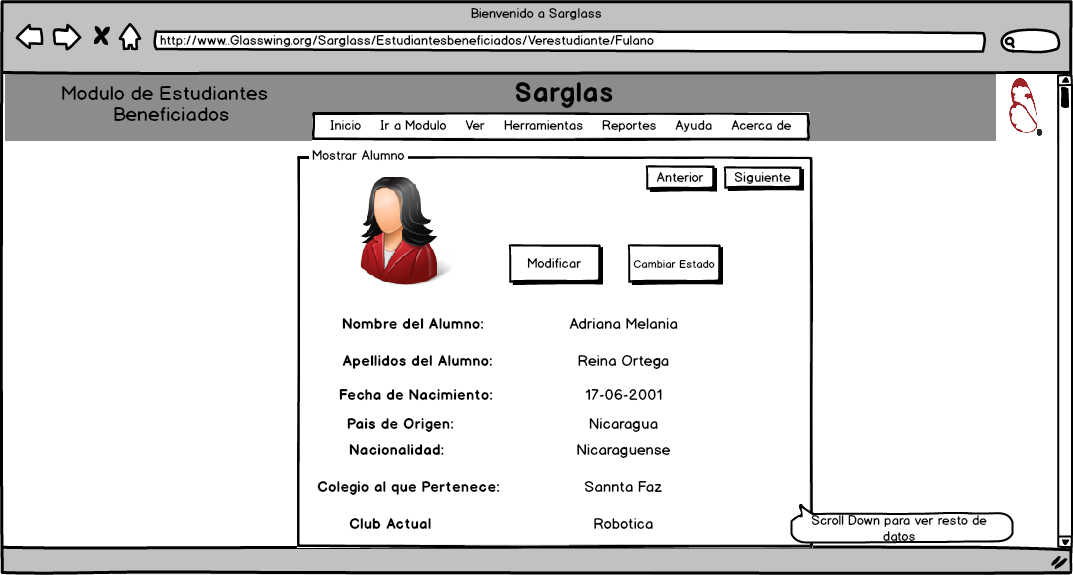 Bienvenido a Sarglass
http://www..Glasswing.org/Sarglass/Estudiantesbeneficiados/Verestudiante/Fulano
Modulo de Estudiantes
Beneficiados
Sarglas
Inicio Ir a Modulo Ver Herramientas Reportes Ayuda Acerca de
Mostrar Alumno
Anterior Siguiente
Modificar Cambiar Estado
Nombre del Alumno: Adriana Melania
Apellidos del Alumno: Reina Ortega
Fecha de Nacimiento: 17-06-2001
Pais de Origen: Nicaragua
Nacionalidad: Nicaraguense
Colegio al que Pertenece: Sannta Faz
Club Actual Robotica
Scroll Down para ver resto de
datos